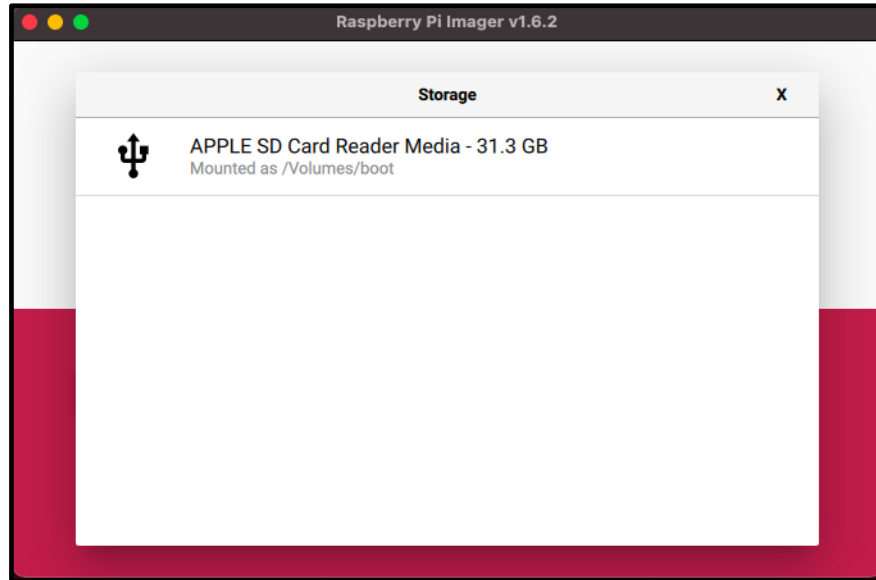 Raspberry Pi Imager v1.6.2
Storage X
APPLE SD Card Reader Media - 31.3 GB
Mounted as /Volumes/boot